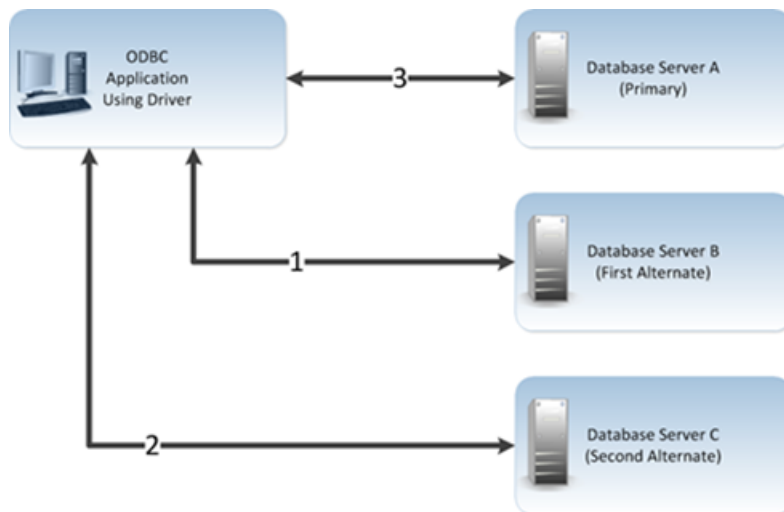 ODBC
Application
Using Driver
3
Database Server A
(Primary)
1
Database Server B
(First Alternate)
2
Database Server C
(Second Alternate)